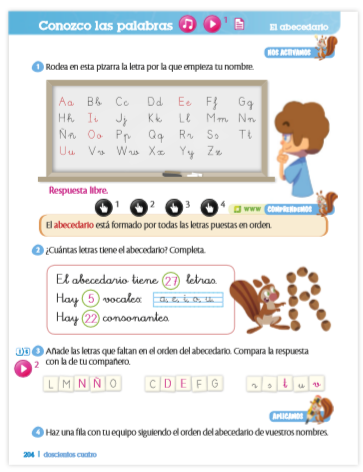 Conozco las palabras 1
El abecedario
NOS ACTIVAMOS
1 Rodea en esta pizarra la letra por la que empieza tu nombre.
Aa Bb Cc Dd Ee Ff Gg
Hh Ii Jj Kk Ll Mm Nn
Ññ Oo Pp Qq Rr Ss Tt
Uu Vv Ww Xx Yy Zz
Respuesta libre.
1 2 3 4 www COMPRENDEMOS
El abecedario está formado por todas las letras puestas en orden.
2 ¿Cuántas letras tiene el abecedario? Completa.
El abecedario tiene 27 letras.
Hay 5 vocales: a, e, i, o, u
Hay 22 consonantes.
3 Añade las letras que faltan en el orden del abecedario. Compara la respuesta
2 con la de tu compañero.
L M N Ñ O C D E F G r s t u v
APLICAMOS
4 Haz una fila con tu equipo siguiendo el orden del abecedario de vuestros nombres.
204 | doscientos cuatro